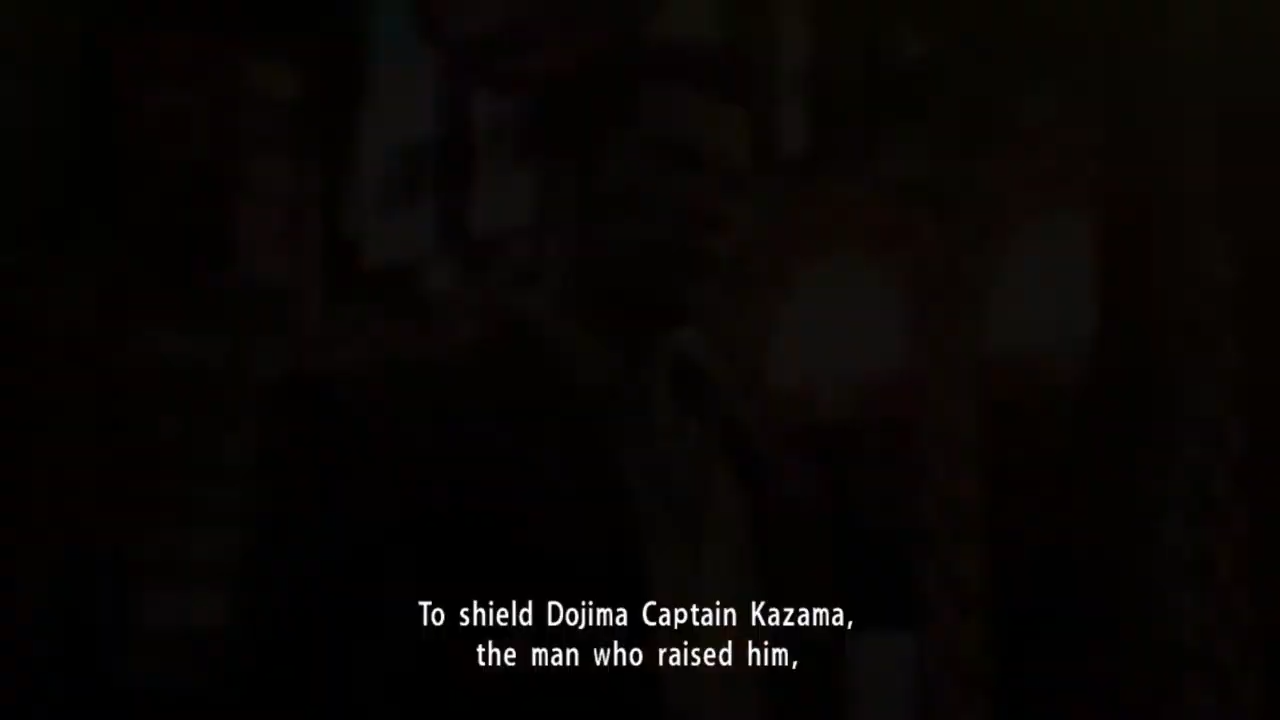 To shield Dojima Captain Kazama,
the man who raised him,